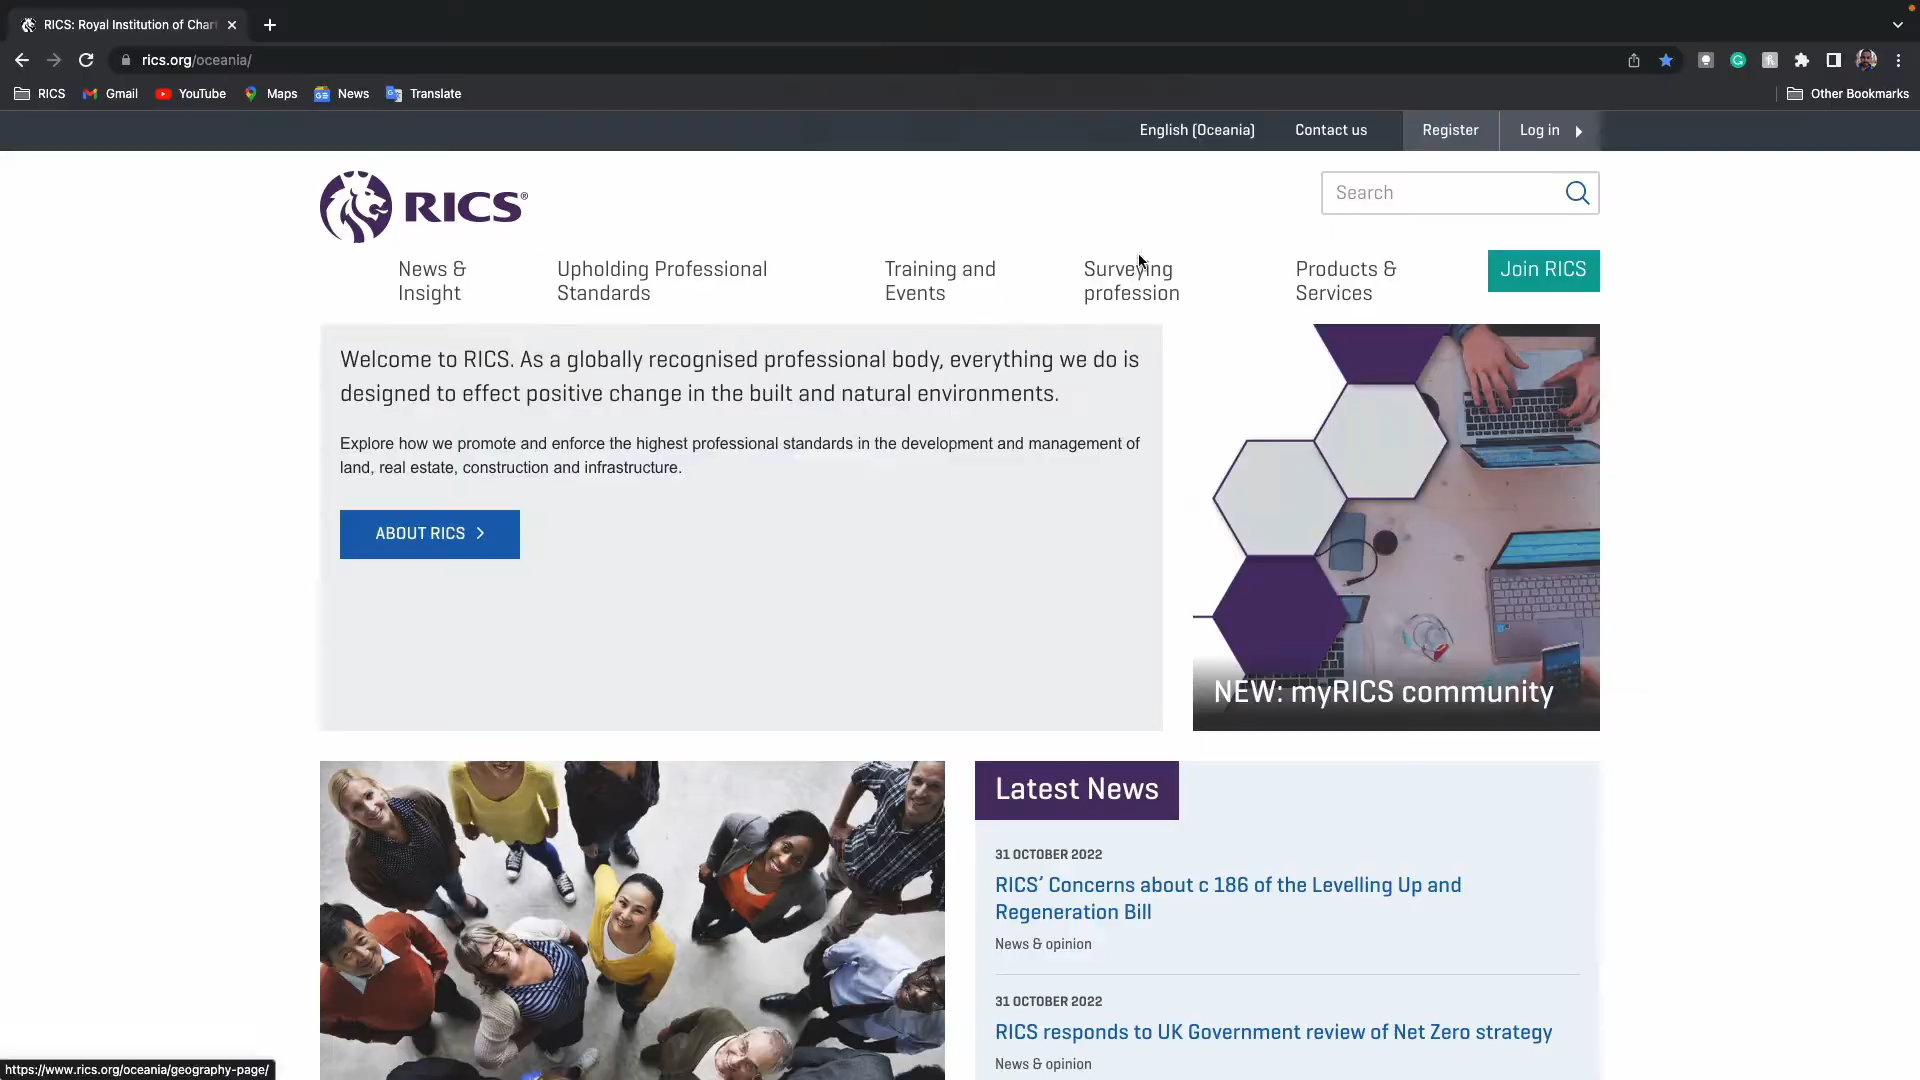 RICS: Royal Institution of Char
rics.org/oceania/
RICS
Gmail
YouTube
Maps
News
Translate
Other Bookmarks
English (Oceania)
Contact us
Register
Log in
RICS®
Search
News &
Insight
Upholding Professional
Standards
Training and
Events
Surveying
profession
Products &
Services
Join RICS
Welcome to RICS. As a globally recognised professional body, everything we do is
designed to effect positive change in the built and natural environments.
Explore how we promote and enforce the highest professional standards in the development and management of
land, real estate, construction and infrastructure.
ABOUT RICS
NEW: myRICS community
Latest News
31 OCTOBER 2022
RICS’ Concerns about c 186 of the Levelling Up and
Regeneration Bill
News & opinion
31 OCTOBER 2022
RICS responds to UK Government review of Net Zero strategy
News & opinion
https://www.rics.org/oceania/geography-page/